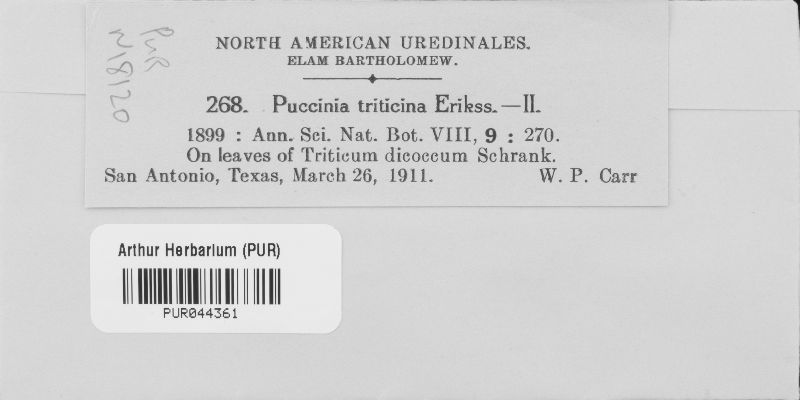 PUR
N18120
NORTH AMERICAN UREDINALES.
ELAM BARTHOLOMEW.
268. Puccinia triticina Erikss.—II.
1899 : Ann. Sci. Nat. Bot. VIII, 9 : 270.
On leaves of Triticum dicoccum Schrank.
San Antonio, Texas, March 26, 1911. W. P. Carr
Arthur Herbarium (PUR)
PUR044361